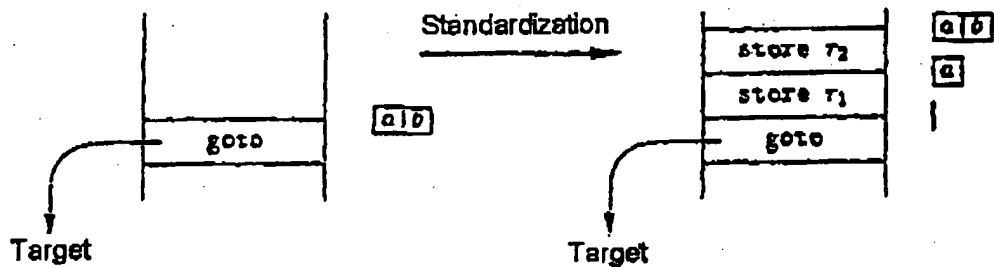 Standardization
a b
store r2
a
store r1
a b
goto
goto
Target
Target